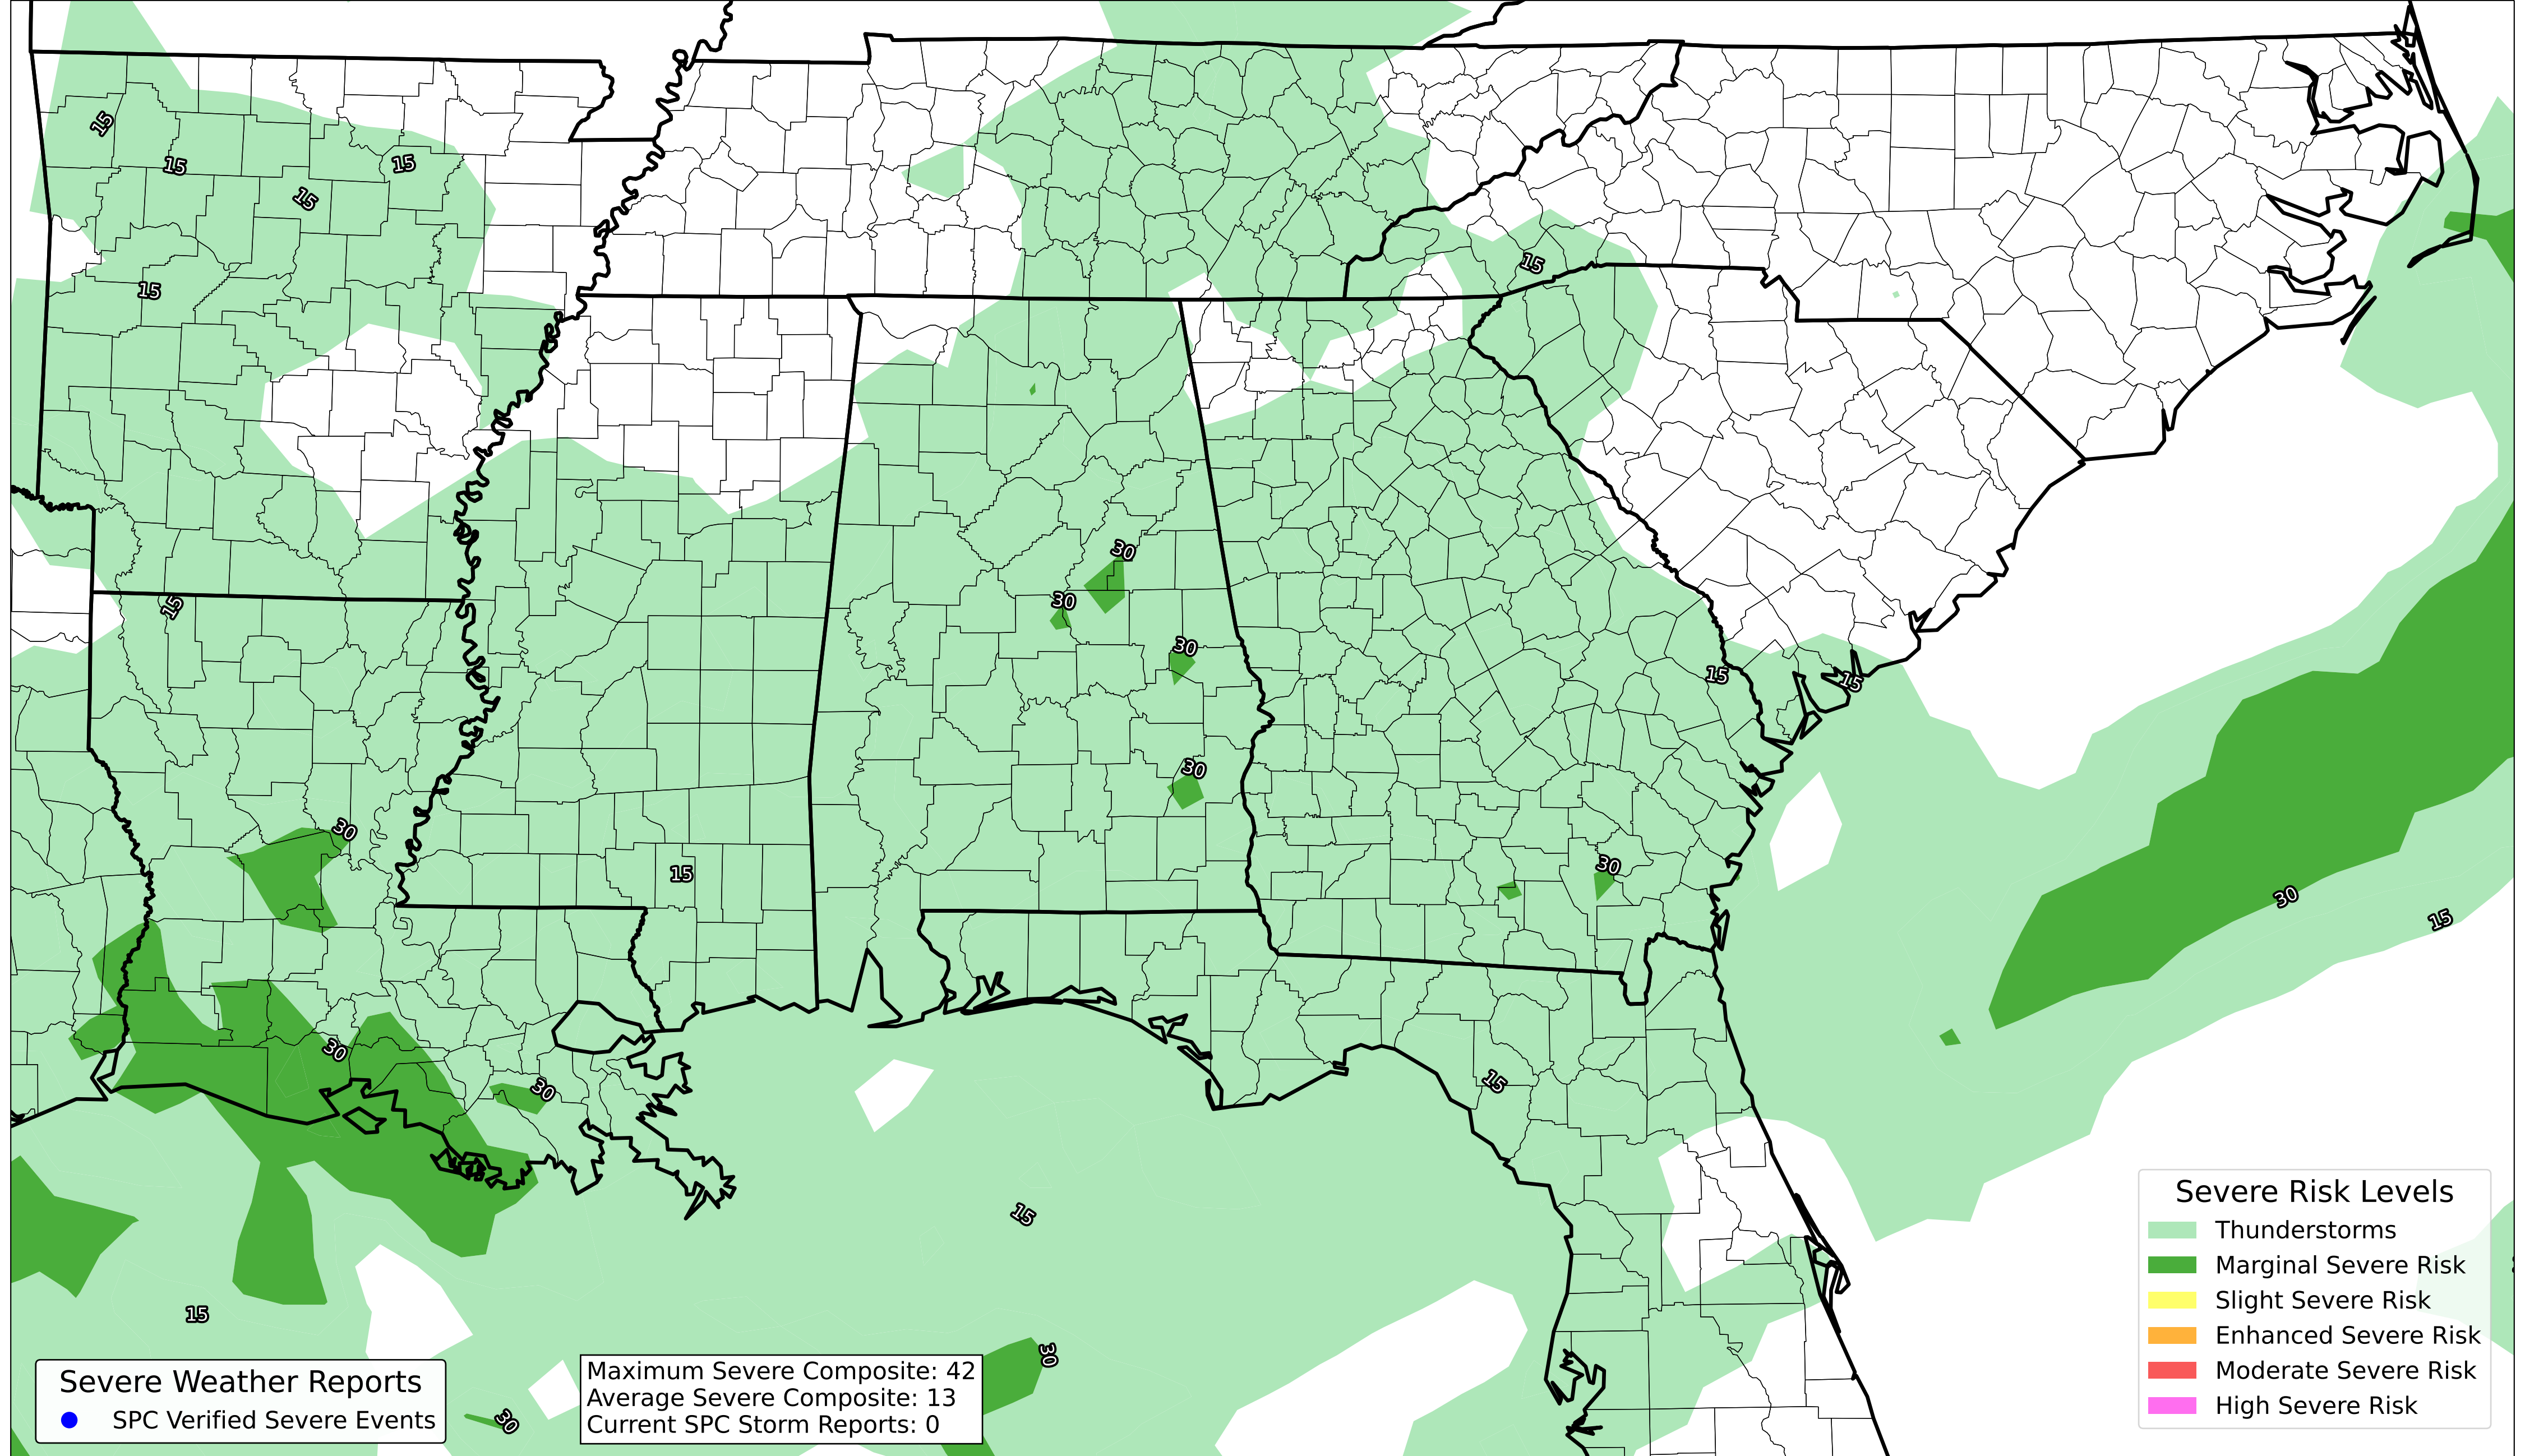 15
15
15
15
15
15
15
30
30
30
30
15
15
30
30
15
30
15
30
30
15
15
15
30
30
Severe Risk Levels
Thunderstorms
Marginal Severe Risk
Slight Severe Risk
Enhanced Severe Risk
Moderate Severe Risk
High Severe Risk
Severe Weather Reports
SPC Verified Severe Events
Maximum Severe Composite: 42
Average Severe Composite: 13
Current SPC Storm Reports: 0